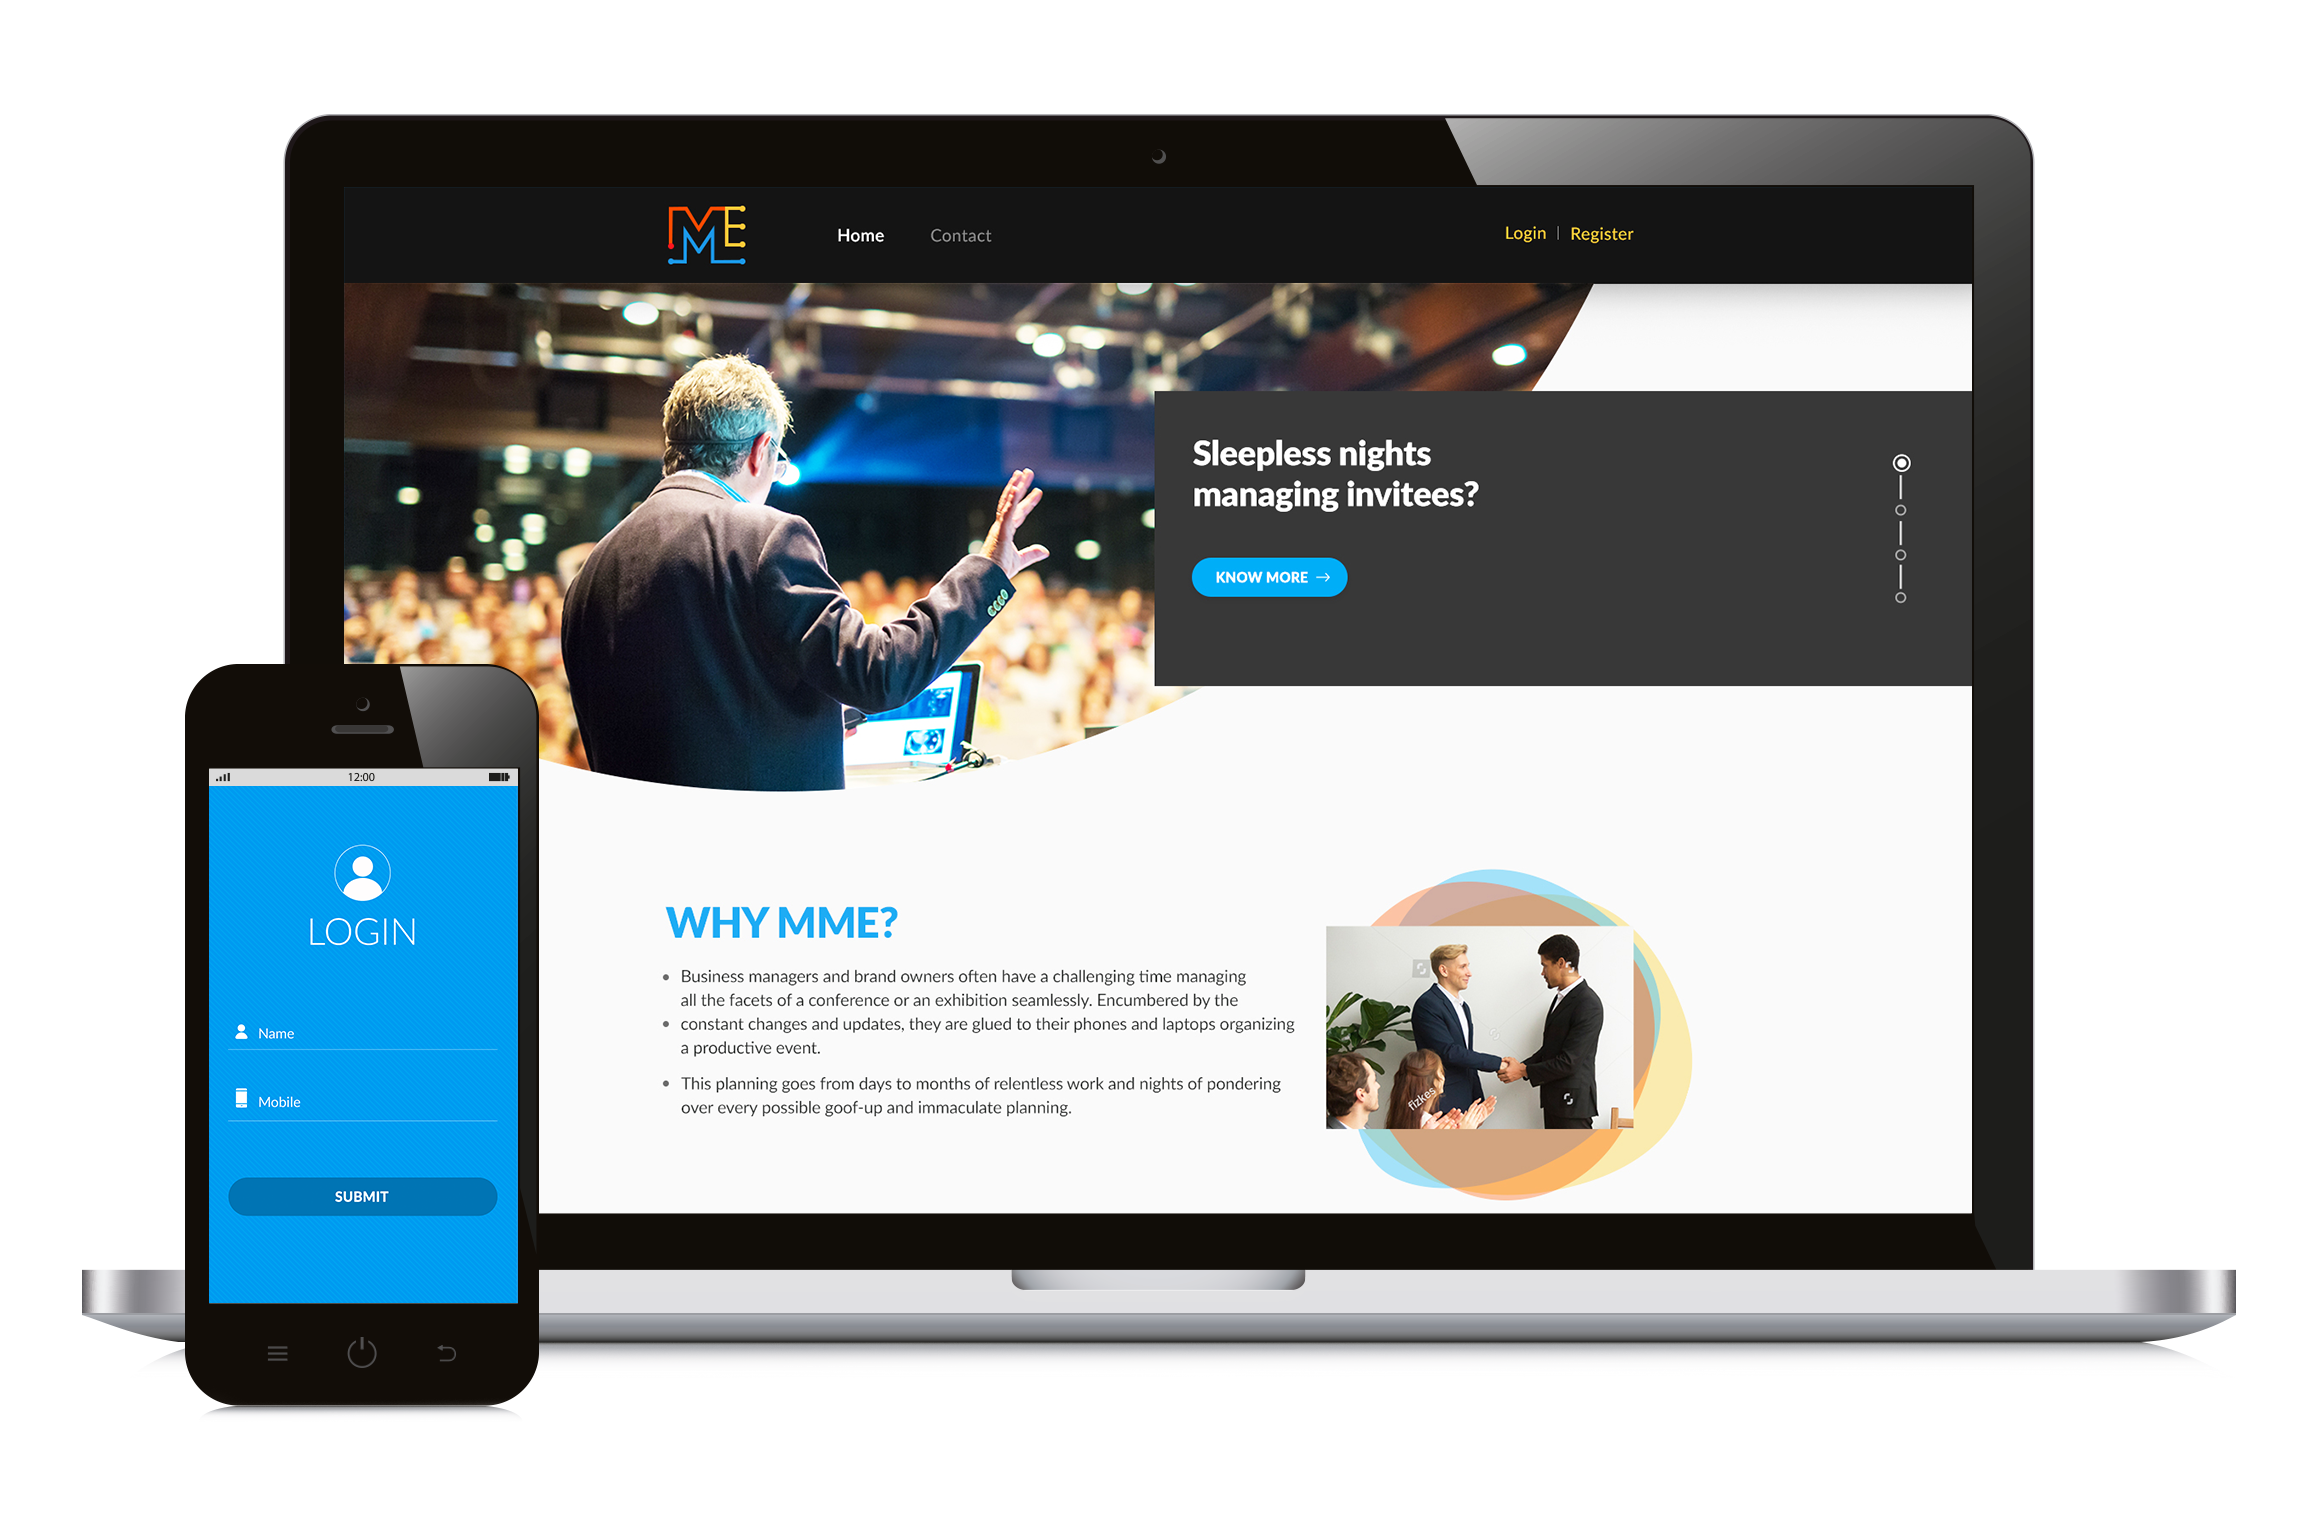 MME
Home
Contact
Login | Register
Sleepless nights
managing invitees?
KNOW MORE →
WHY MME?
• Business managers and brand owners often have a challenging time managing
all the facets of a conference or an exhibition seamlessly. Encumbered by the
• constant changes and updates, they are glued to their phones and laptops organizing
a productive event.
• This planning goes from days to months of relentless work and nights of pondering
over every possible goof-up and immaculate planning.
fizkes
12:00
LOGIN
Name
Mobile
SUBMIT